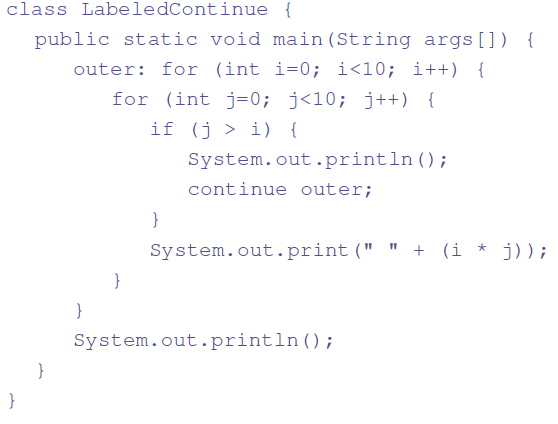 class LabeledContinue {
public static void main(String args[]) {
outer: for (int i=0; i<10; i++) {
for (int j=0; j<10; j++) {
if (j > i) {
System.out.println();
continue outer;
}
System.out.print(" " + (i * j));
}
}
System.out.println();
}
}